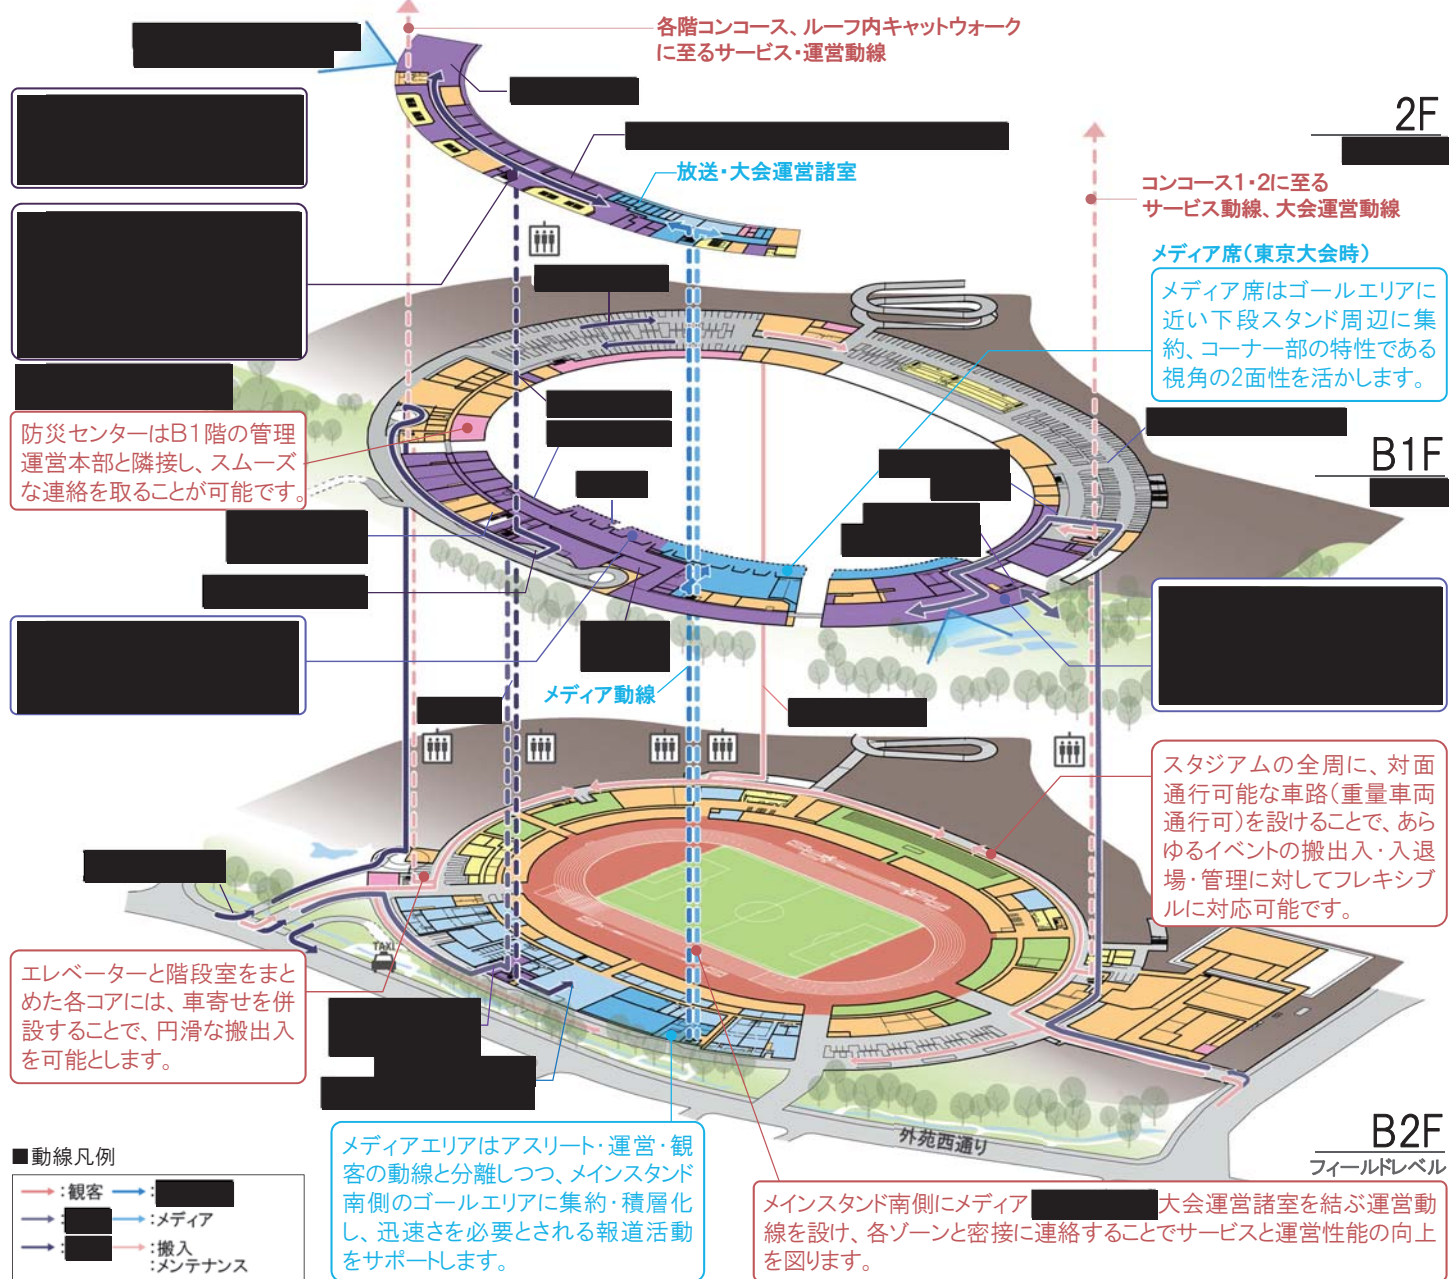 各階コンコース、ルーフ内キャットウォーク
に至るサービス・運営動線
2F
放送・大会運営諸室
コンコース1・2に至る
サービス動線、大会運営動線
メディア席（東京大会時）
メディア席はゴールエリアに
近い下段スタンド周辺に集
約、コーナー部の特性である
視角の2面性を活かします。
防災センターはB1階の管理
運営本部と隣接し、スムーズ
な連絡を取ることが可能です。
B1F
メディア動線
スタジアムの全周に、対面
通行可能な車路（重量車両
通行可）を設けることで、あら
ゆるイベントの搬出入・入退
場・管理に対してフレキシブ
ルに対応可能です。
TAXI
エレベーターと階段室をまと
めた各コアには、車寄せを併
設することで、円滑な搬出入
を可能とします。
外苑西通り
B2F
フィールドレベル
メディアエリアはアスリート・運営・観
客の動線と分離しつつ、メインスタンド
南側のゴールエリアに集約・積層化
し、迅速さを必要とされる報道活動
をサポートします。
メインスタンド南側にメディア 大会運営諸室を結ぶ運営動
線を設け、各ゾーンと密接に連絡することでサービスと運営性能の向上
を図ります。
■動線凡例
：観客 ：
： ：メディア
： ：搬入
：メンテナンス